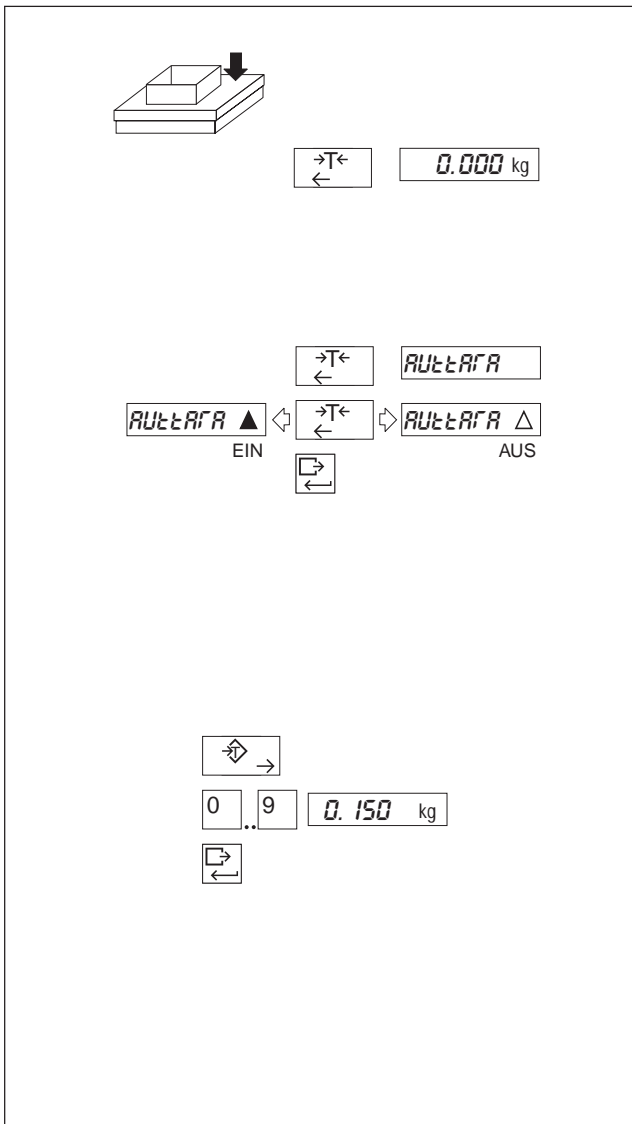 →T← 0.000 kg
←
→T← AUttArA
←
AUttArA ▲ →T← AUttArA △
←
EIN AUS
T →
0 .. 9 0.150 kg